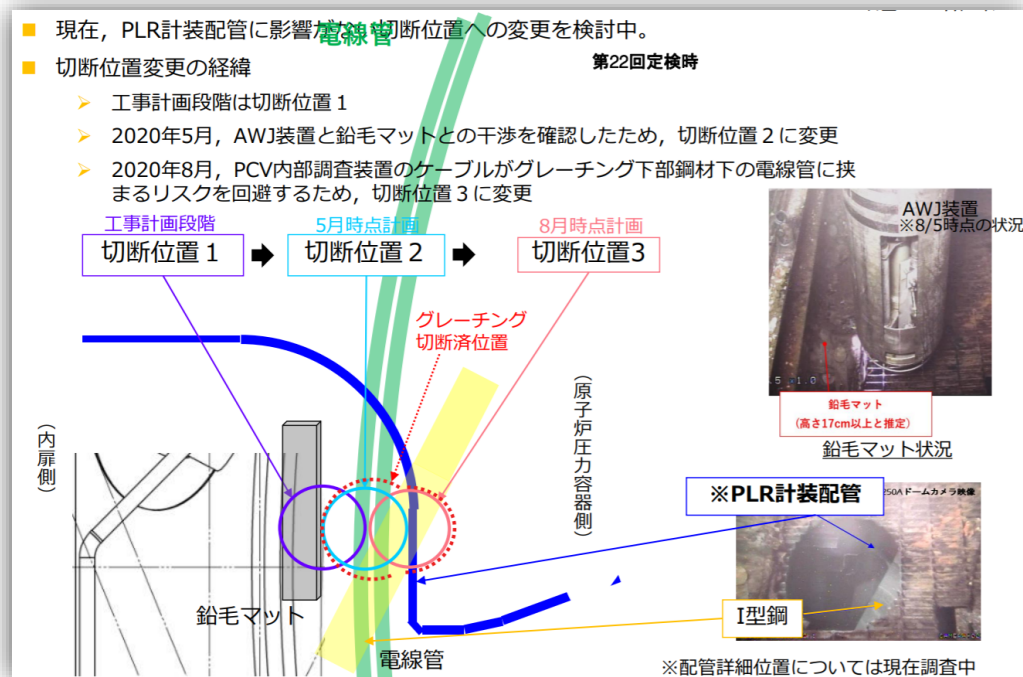 現在，PLR計装配管に影響がない切断位置への変更を検討中。
電線管
第22回定検時
切断位置変更の経緯
工事計画段階は切断位置１
2020年5月，AWJ装置と鉛毛マットとの干渉を確認したため，切断位置２に変更
2020年8月，PCV内部調査装置のケーブルがグレーチング下部鋼材下の電線管に挟
まるリスクを回避するため，切断位置３に変更
工事計画段階
切断位置１
5月時点計画
切断位置２
8月時点計画
切断位置3
グレーチング
切断済位置
（内扉側）
（原子炉圧力容器側）
鉛毛マット
電線管
AWJ装置
※8/5時点の状況
鉛毛マット
(高さ17cm以上と推定)
鉛毛マット状況
※PLR計装配管
250Aドームカメラ映像
I型鋼
※配管詳細位置については現在調査中